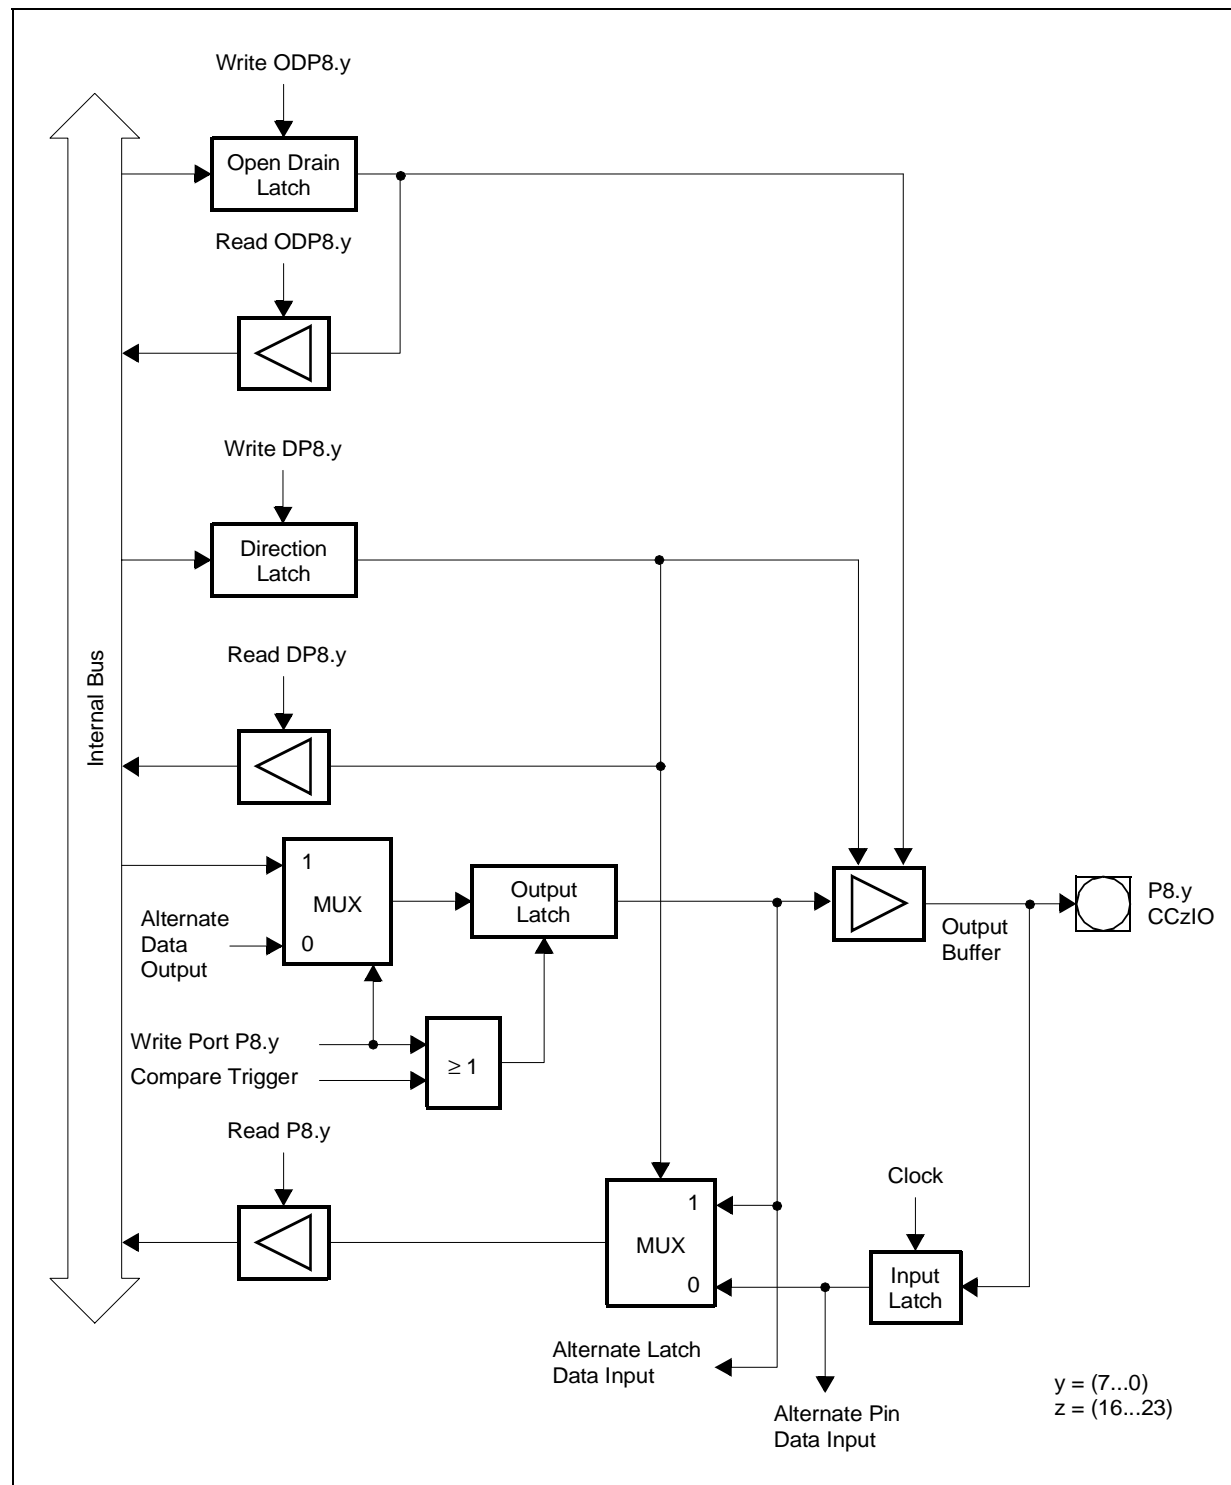 Write ODP8.y
Open Drain
Latch
Read ODP8.y
Write DP8.y
Direction
Latch
Read DP8.y
Internal Bus
1
MUX
0
Alternate
Data
Output
Output
Latch
Output
Buffer
P8.y
CCzIO
Write Port P8.y
Compare Trigger
≥ 1
Read P8.y
1
MUX
0
Clock
Input
Latch
Alternate Latch
Data Input
Alternate Pin
Data Input
y = (7...0)
z = (16...23)